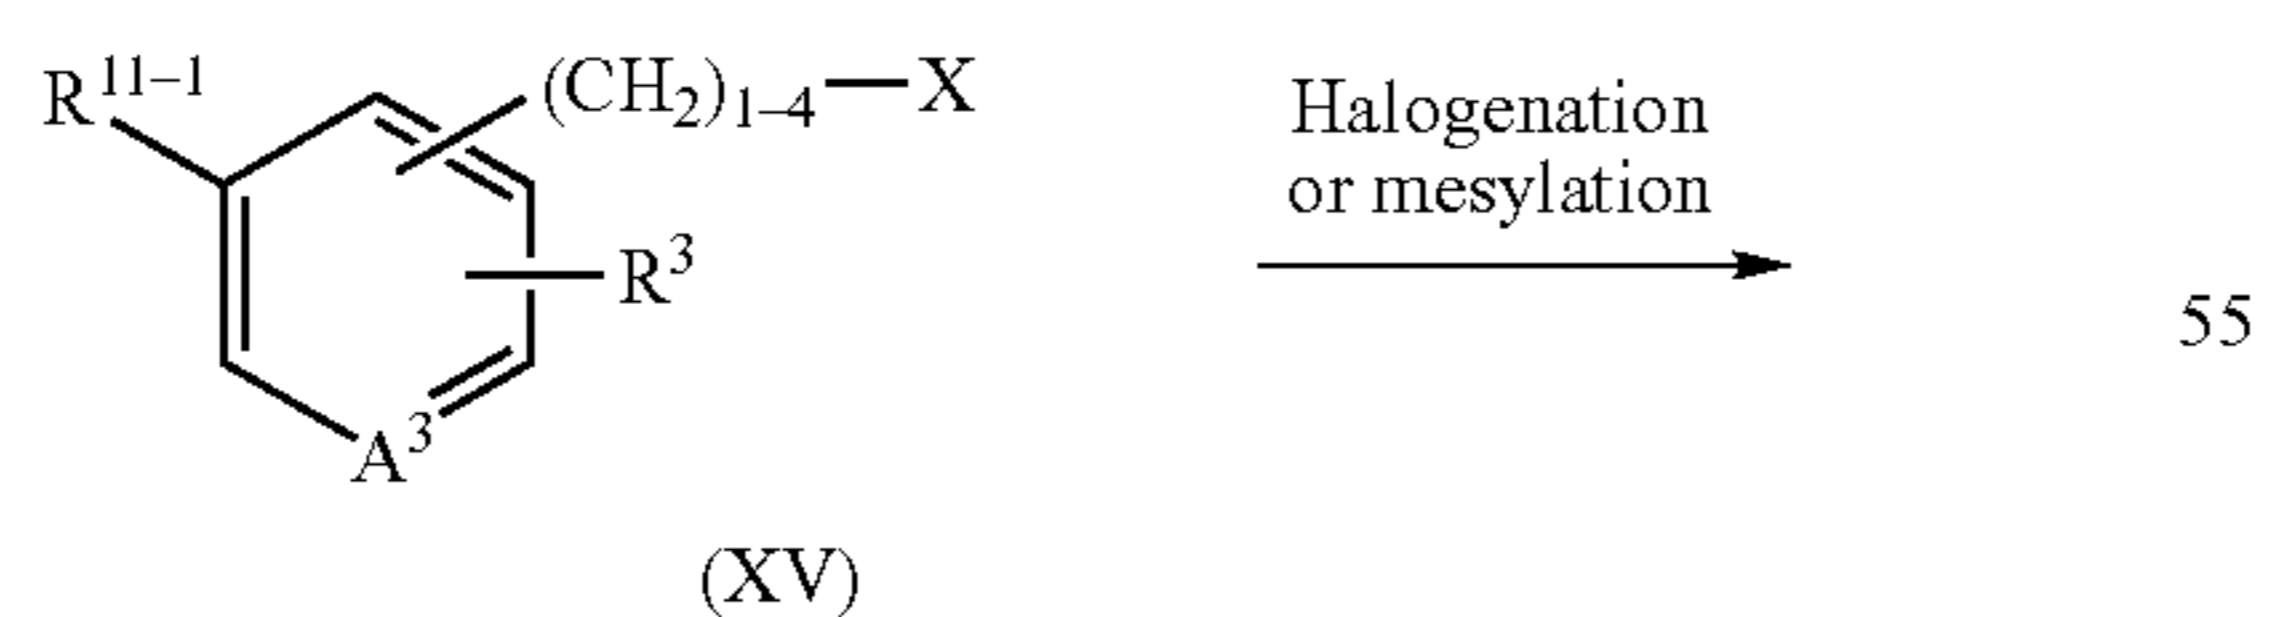 R¹¹⁻¹
(CH₂)₁₋₄—X
Halogenation
or mesylation
R³
55
A³
(XV)